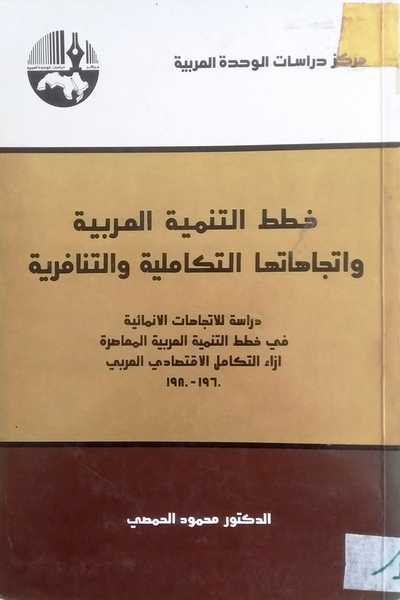 مركز دراسات الوحدة العربية
خطط التنمية العربية
واتجاهاتها التكاملية والتنافرية
دراسة للاتجاهات الانمائية
في خطط التنمية العربية المعاصرة
ازاء التكامل الاقتصادي العربي
١٩٦٠-١٩٨٠
الدكتور محمود الحمصي